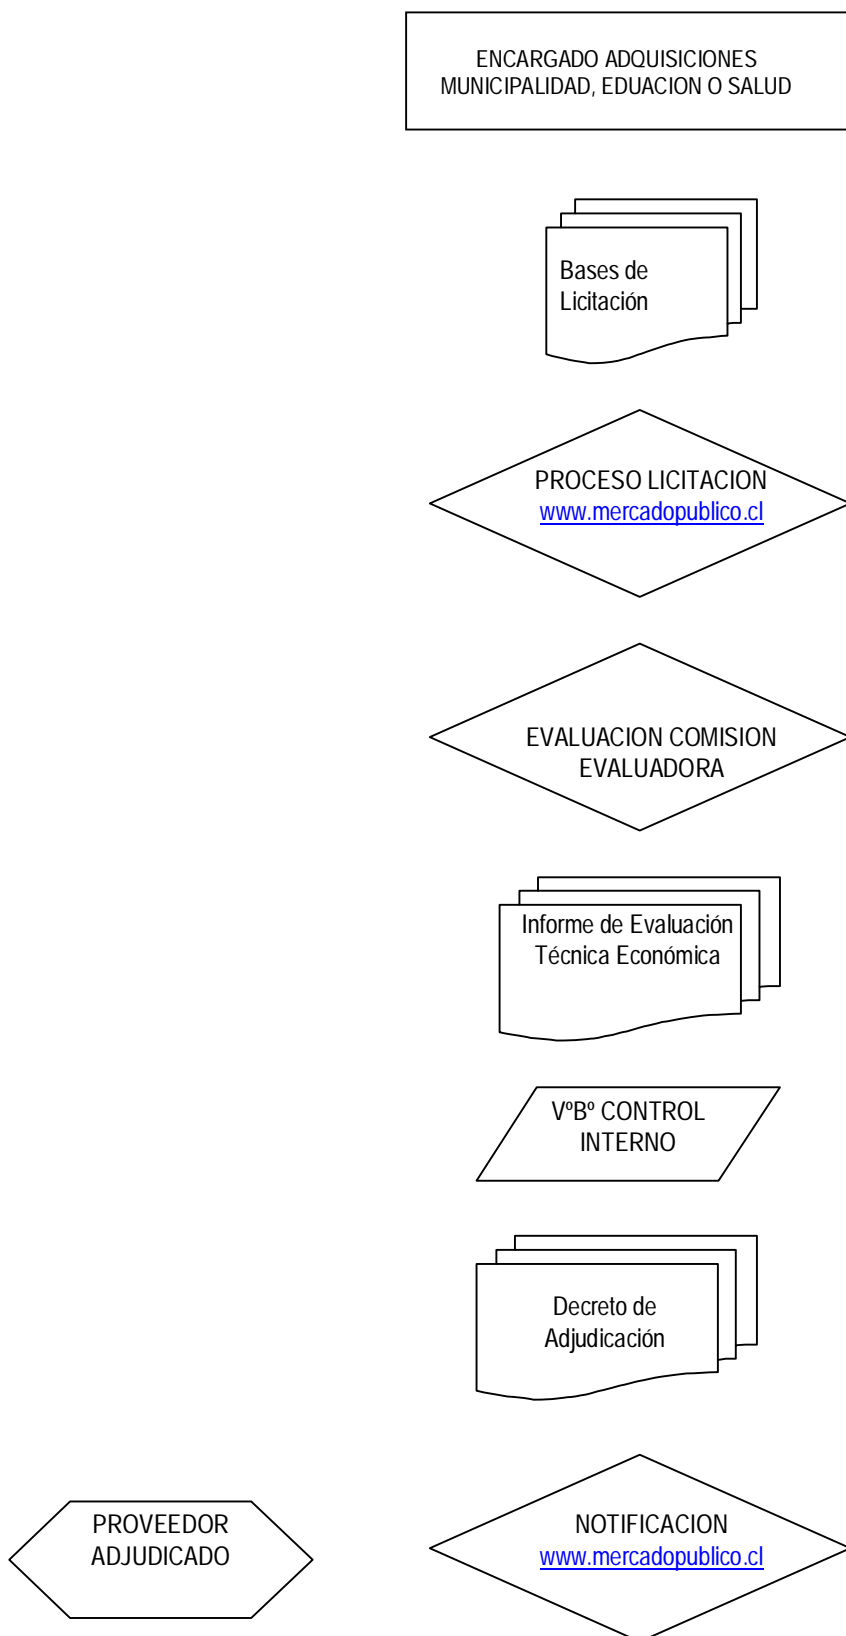 ENCARGADO ADQUISICIONES
MUNICIPALIDAD, EDUACION O SALUD
Bases de
Licitación
PROCESO LICITACION
www.mercadopublico.cl
EVALUACION COMISION
EVALUADORA
Informe de Evaluación
Técnica Económica
VºBº CONTROL
INTERNO
Decreto de
Adjudicación
PROVEEDOR
ADJUDICADO
NOTIFICACION
www.mercadopublico.cl